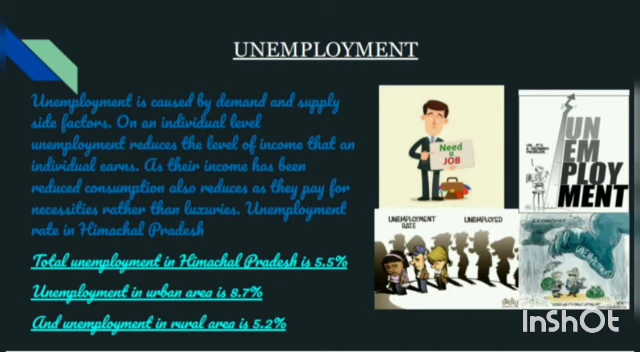 UNEMPLOYMENT
Unemployment is caused by demand and supply
side factors. On an individual level
unemployment reduces the level of income that an
individual earns. As their income has been
reduced consumption also reduces as they pay for
necessities rather than luxuries. Unemployment
rate in Himachal Pradesh
Total unemployment in Himachal Pradesh is 5.5%
Unemployment in urban area is 8.7%
And unemployment in rural area is 5.2%
Need
a
JOB
UN
EM
PLOY
MENT
UNEMPLOYMENT
RATE
UNEMPLOYED
ECONOMY
UNEMPLOYMENT
InShOt